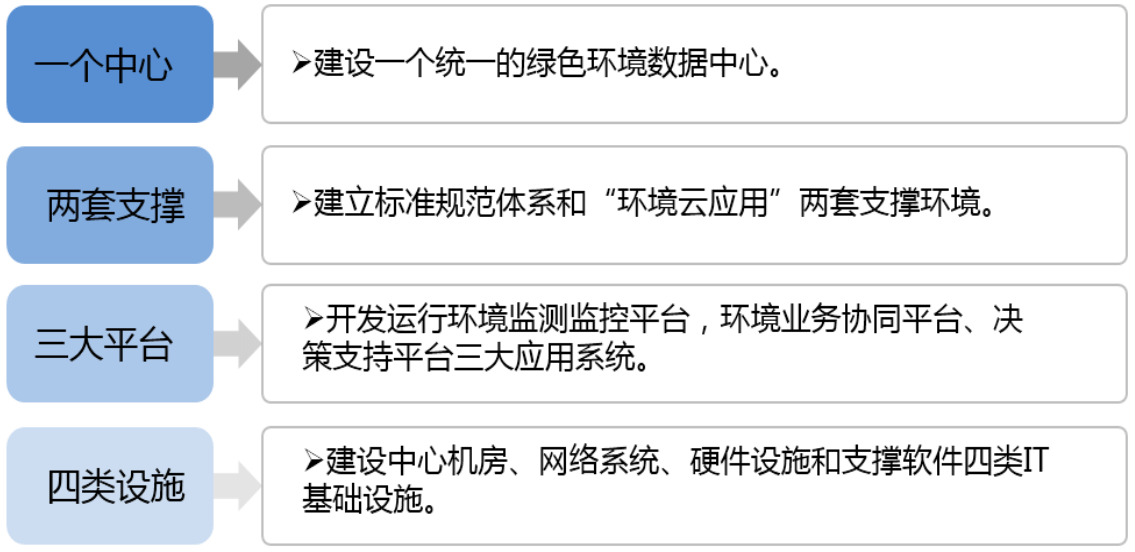 一个中心
➢建设一个统一的绿色环境数据中心。
两套支撑
➢建立标准规范体系和“环境云应用”两套支撑环境。
三大平台
➢开发运行环境监测监控平台，环境业务协同平台、决
策支持平台三大应用系统。
四类设施
➢建设中心机房、网络系统、硬件设施和支撑软件四类IT
基础设施。